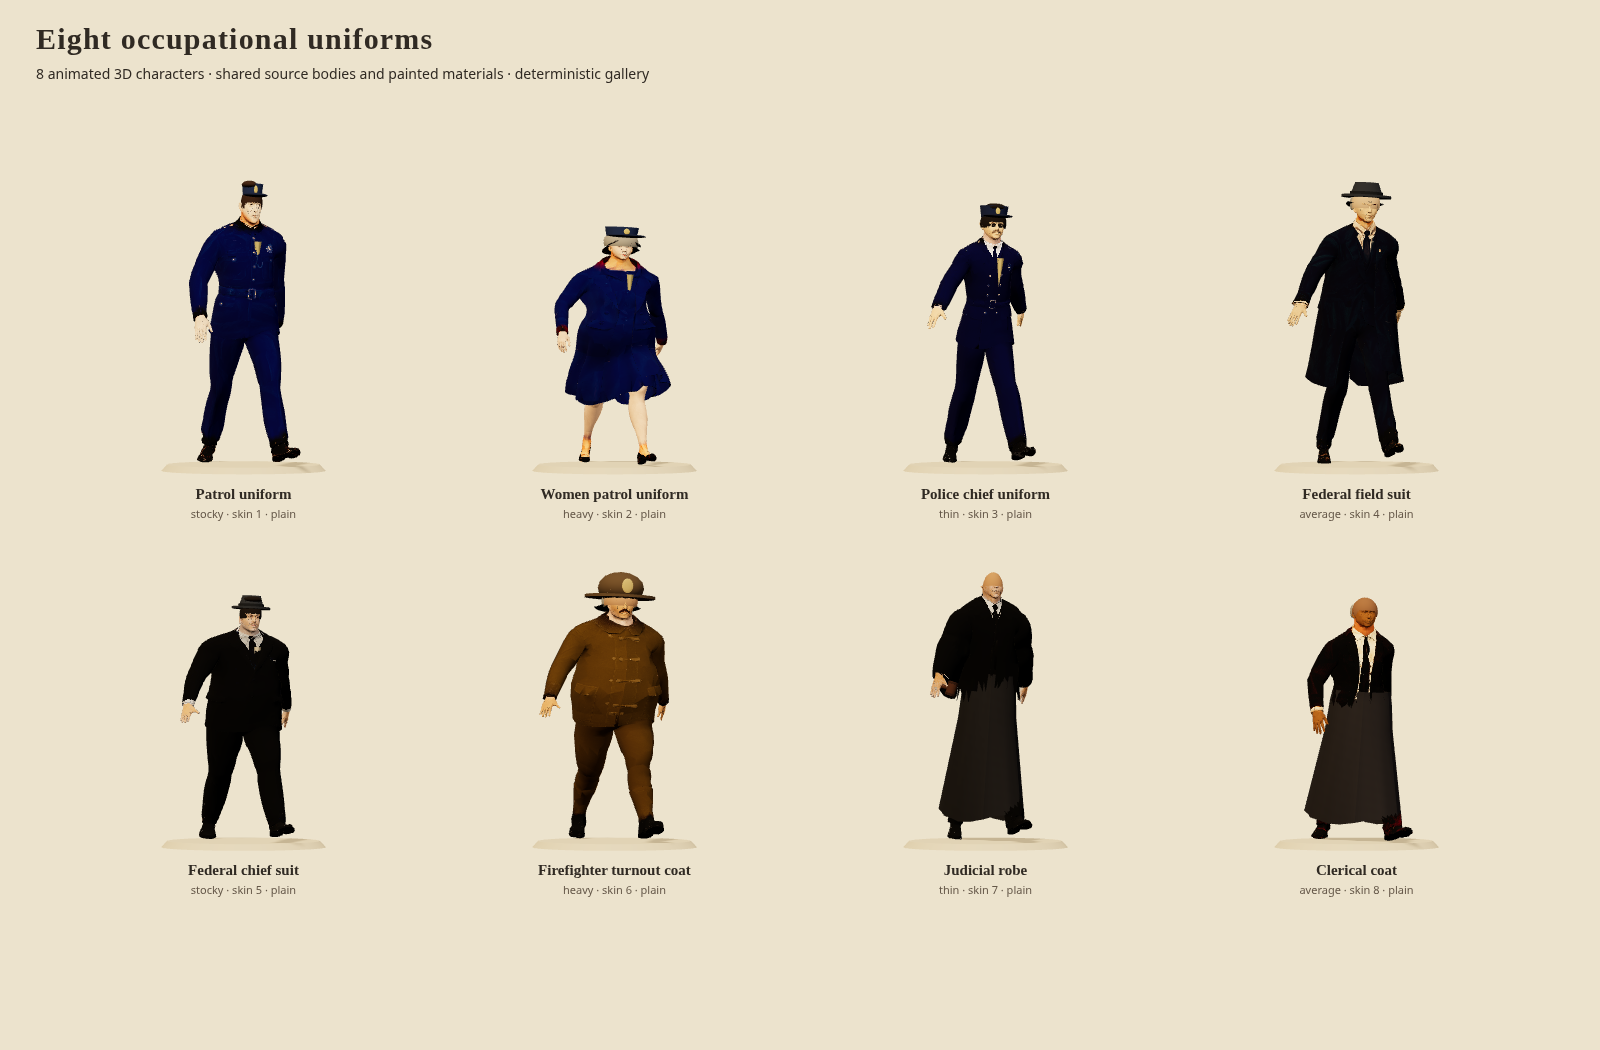 Eight occupational uniforms
8 animated 3D characters · shared source bodies and painted materials · deterministic gallery
Patrol uniform
stocky · skin 1 · plain
Women patrol uniform
heavy · skin 2 · plain
Police chief uniform
thin · skin 3 · plain
Federal field suit
average · skin 4 · plain
Federal chief suit
stocky · skin 5 · plain
Firefighter turnout coat
heavy · skin 6 · plain
Judicial robe
thin · skin 7 · plain
Clerical coat
average · skin 8 · plain